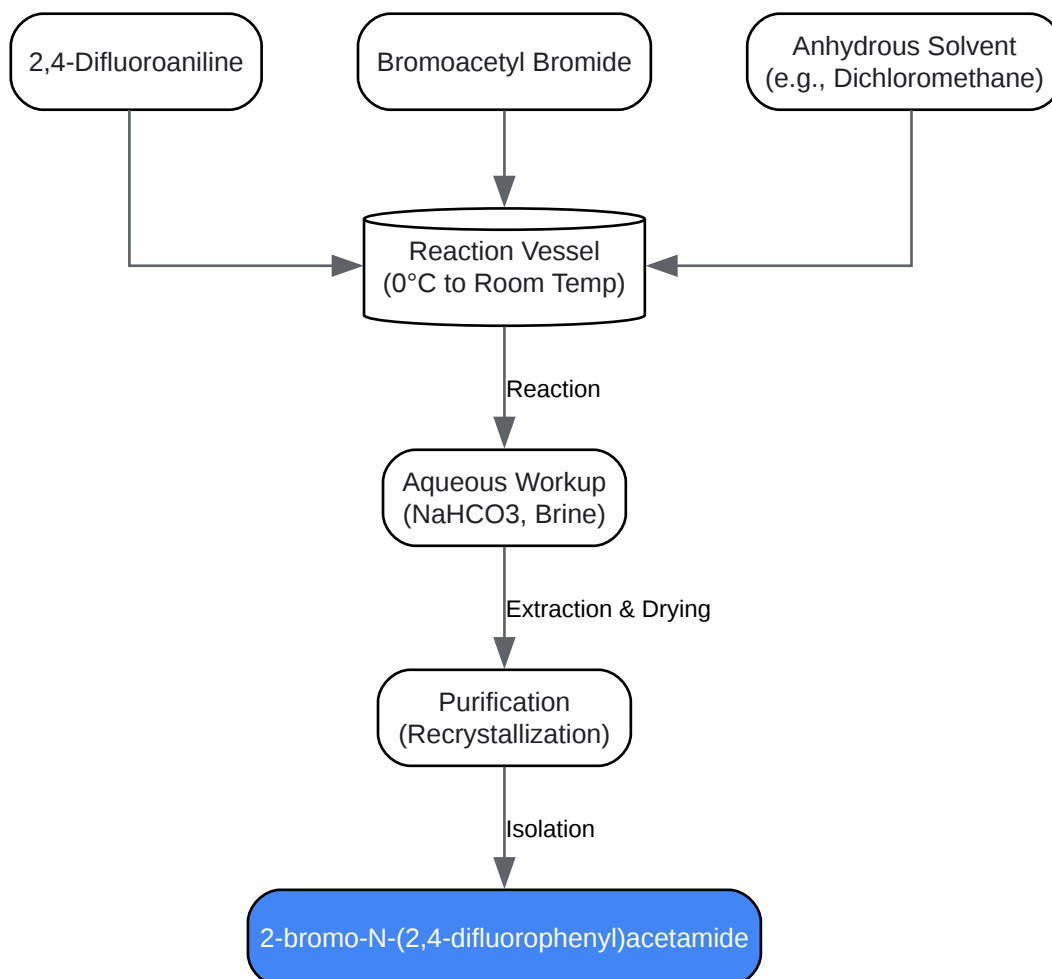 2,4-Difluoroaniline
Bromoacetyl Bromide
Anhydrous Solvent
(e.g., Dichloromethane)
Reaction Vessel
(0°C to Room Temp)
Reaction
Aqueous Workup
(NaHCO3, Brine)
Extraction & Drying
Purification
(Recrystallization)
Isolation
2-bromo-N-(2,4-difluorophenyl)acetamide